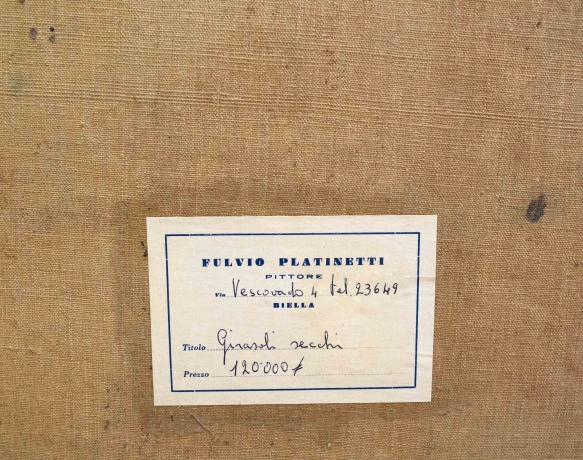 FULVIO PLATINETTI
PITTORE
Via Vescovado 4 tel. 23649
BIELLA
Titolo Girasoli secchi
Prezzo 120.000 £